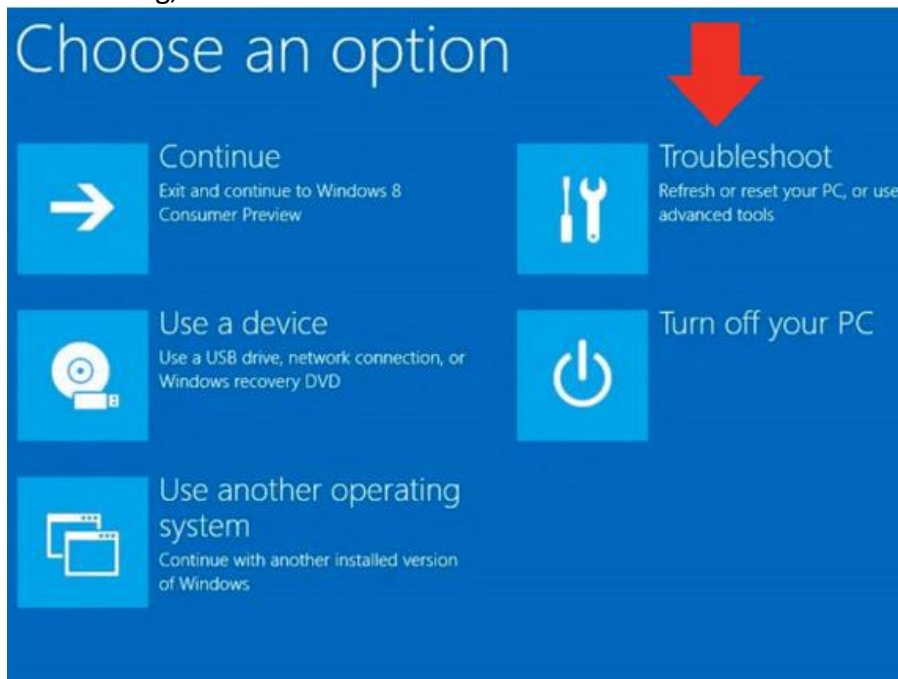 Choose an option
Continue
Exit and continue to Windows 8
Consumer Preview
Use a device
Use a USB drive, network connection, or
Windows recovery DVD
Use another operating
system
Continue with another installed version
of Windows
Troubleshoot
Refresh or reset your PC, or use
advanced tools
Turn off your PC